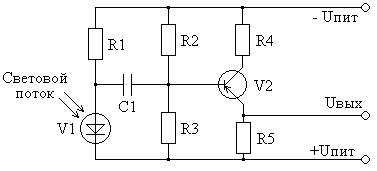 - Uпит
R1
R2
R4
Световой
поток
C1
V2
Uвых
V1
R3
R5
+Uпит